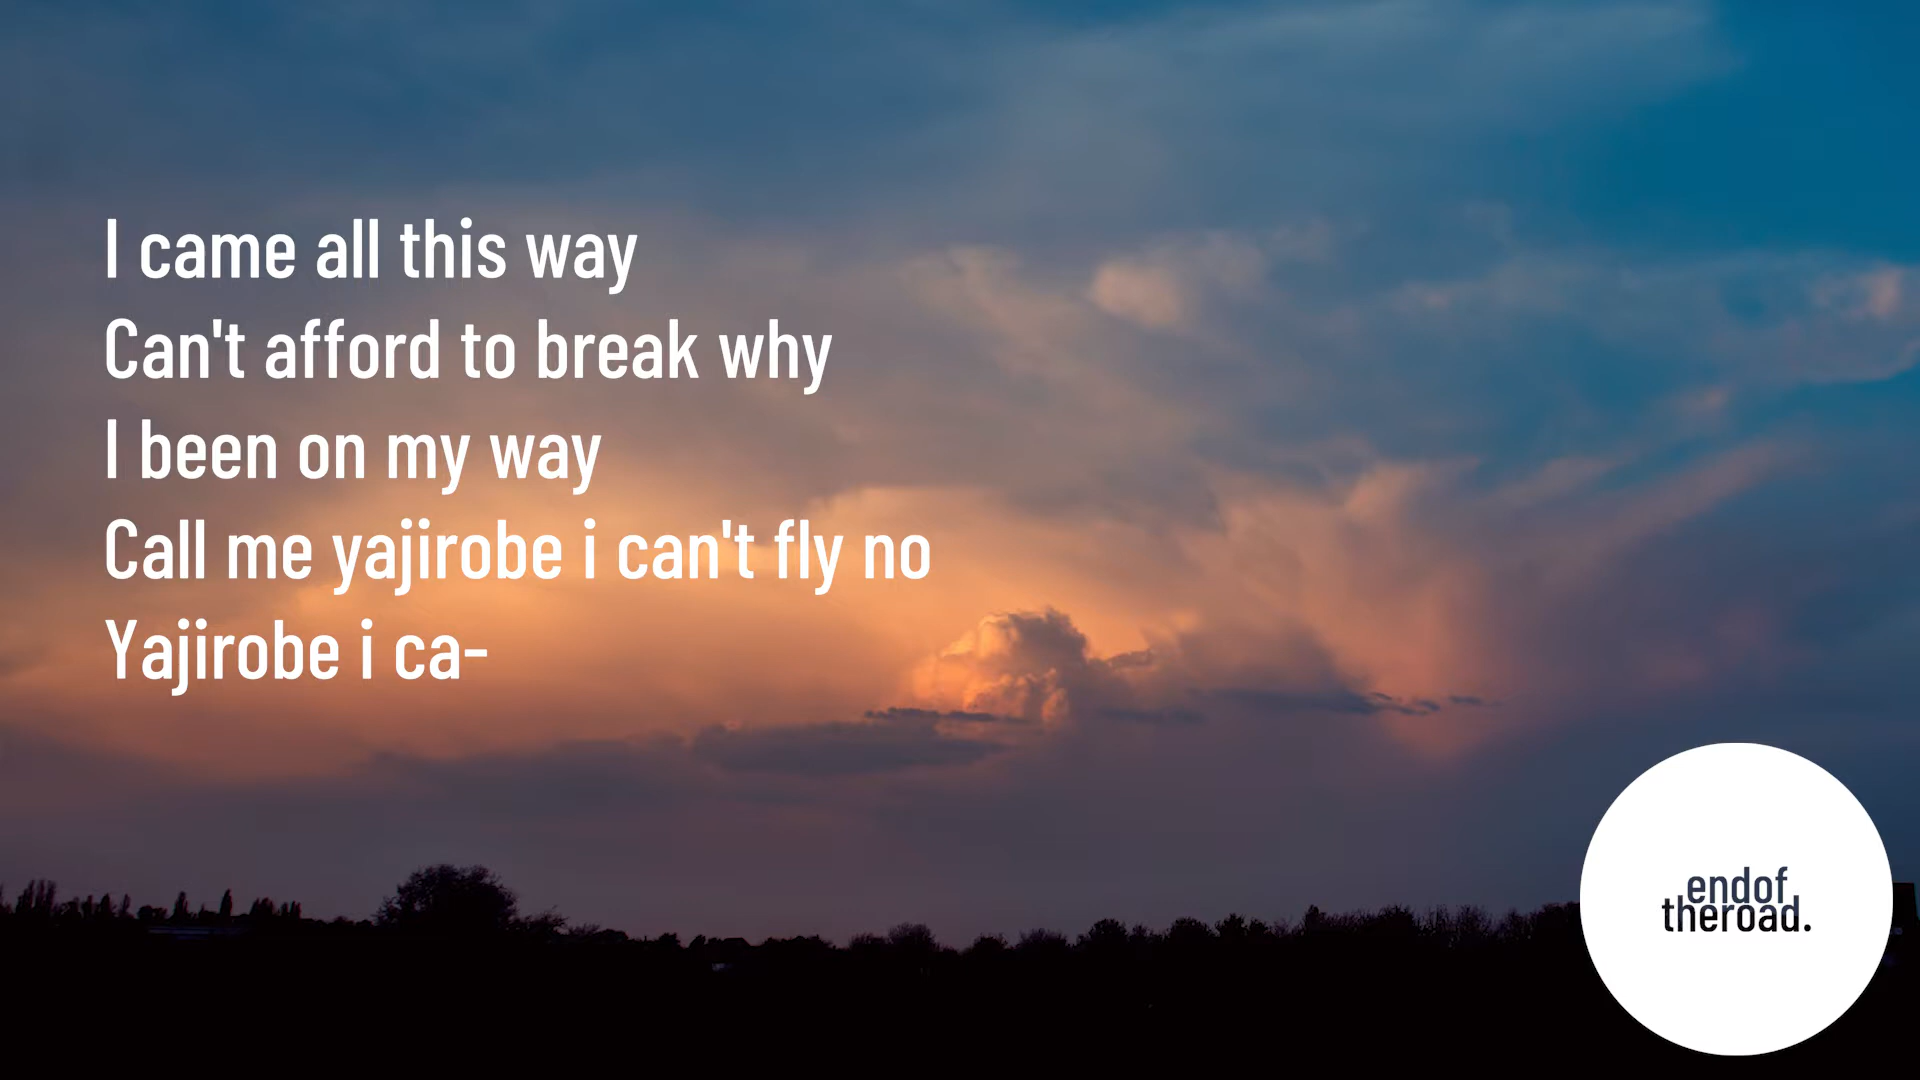 I came all this way
Can't afford to break why
I been on my way
Call me yajirobe i can't fly no
Yajirobe i ca-
endof
theroad.